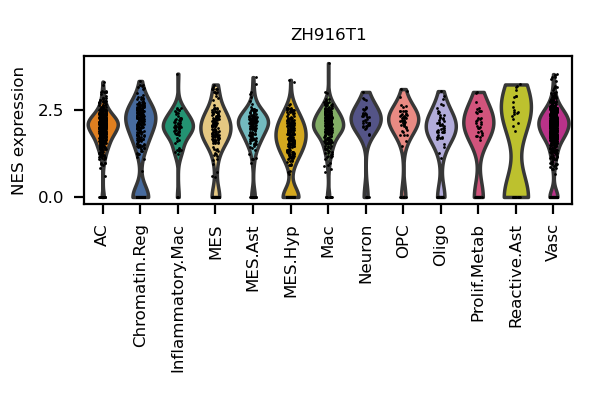 ZH916T1
NES expression
2.5
0.0
AC
Chromatin.Reg
Inflammatory.Mac
MES
MES.Ast
MES.Hyp
Mac
Neuron
OPC
Oligo
Prolif.Metab
Reactive.Ast
Vasc